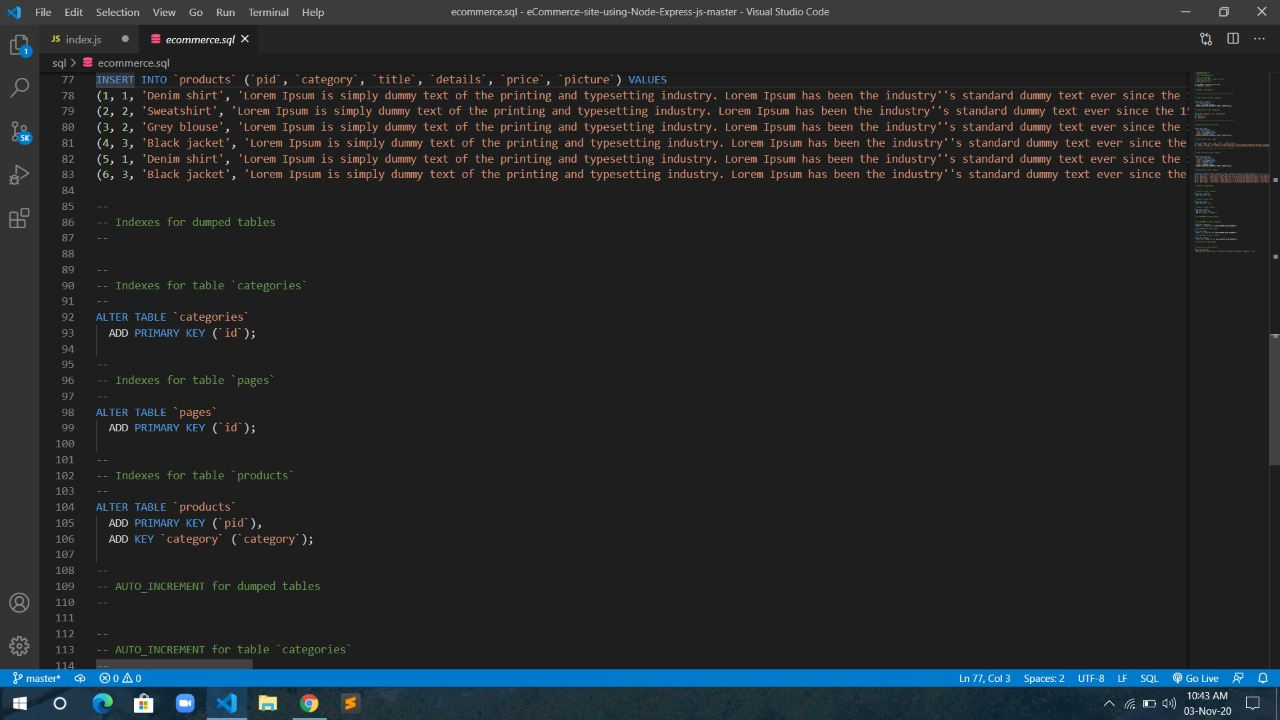 File Edit Selection View Go Run Terminal Help
ecommerce.sql - eCommerce-site-using-Node-Express-js-master - Visual Studio Code
JS index.js
ecommerce.sql
sql > ecommerce.sql
77 INSERT INTO `products` (`pid`, `category`, `title`, `details`, `price`, `picture`) VALUES
78 (1, 1, 'Denim shirt', 'Lorem Ipsum is simply dummy text of the printing and typesetting industry. Lorem Ipsum has been the industry.'s standard dummy text ever since the
79 (2, 2, 'Sweatshirt', 'Lorem Ipsum is simply dummy text of the printing and typesetting industry. Lorem Ipsum has been the industry.'s standard dummy text ever since the 1
80 (3, 2, 'Grey blouse', 'Lorem Ipsum is simply dummy text of the printing and typesetting industry. Lorem Ipsum has been the industry.'s standard dummy text ever since the
81 (4, 3, 'Black jacket', 'Lorem Ipsum is simply dummy text of the printing and typesetting industry. Lorem Ipsum has been the industry.'s standard dummy text ever since the
82 (5, 1, 'Denim shirt', 'Lorem Ipsum is simply dummy text of the printing and typesetting industry. Lorem Ipsum has been the industry.'s standard dummy text ever since the
83 (6, 3, 'Black jacket', 'Lorem Ipsum is simply dummy text of the printing and typesetting industry. Lorem Ipsum has been the industry.'s standard dummy text ever since the
84
85 --
86 -- Indexes for dumped tables
87 --
88
89 --
90 -- Indexes for table `categories`
91 --
92 ALTER TABLE `categories`
93 ADD PRIMARY KEY (`id`);
94
95 --
96 -- Indexes for table `pages`
97 --
98 ALTER TABLE `pages`
99 ADD PRIMARY KEY (`id`);
100
101 --
102 -- Indexes for table `products`
103 --
104 ALTER TABLE `products`
105 ADD PRIMARY KEY (`pid`),
106 ADD KEY `category` (`category`);
107
108 --
109 -- AUTO_INCREMENT for dumped tables
110 --
111
112 --
113 -- AUTO_INCREMENT for table `categories`
114 --
1
5K
master* 0 0
Ln 77, Col 3 Spaces: 2 UTF-8 LF SQL Go Live
10:43 AM
03-Nov-20